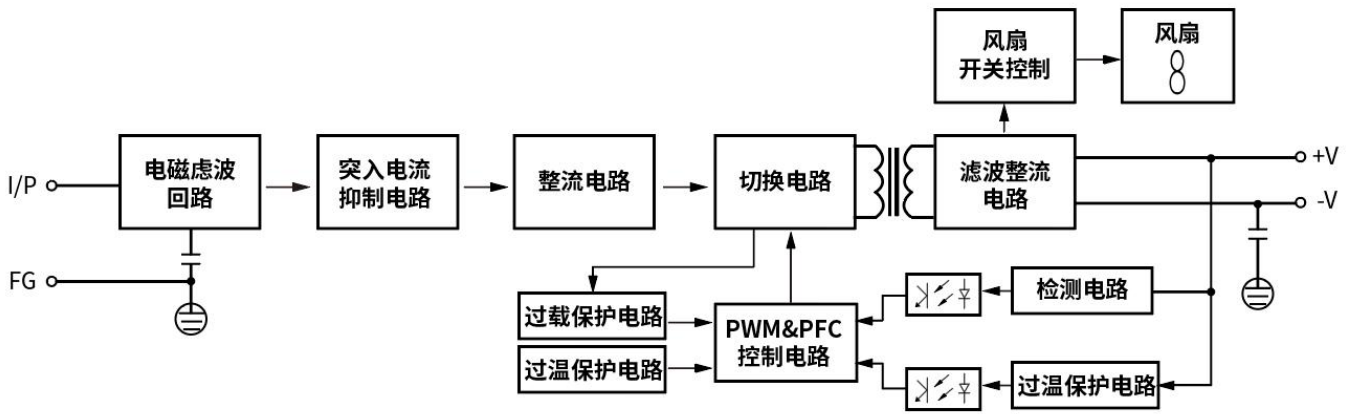 风扇
开关控制
风扇
I/P
电磁虑波
回路
突入电流
抑制电路
整流电路
切换电路
滤波整流
电路
+V
-V
FG
过载保护电路
过温保护电路
PWM&PFC
控制电路
检测电路
过温保护电路